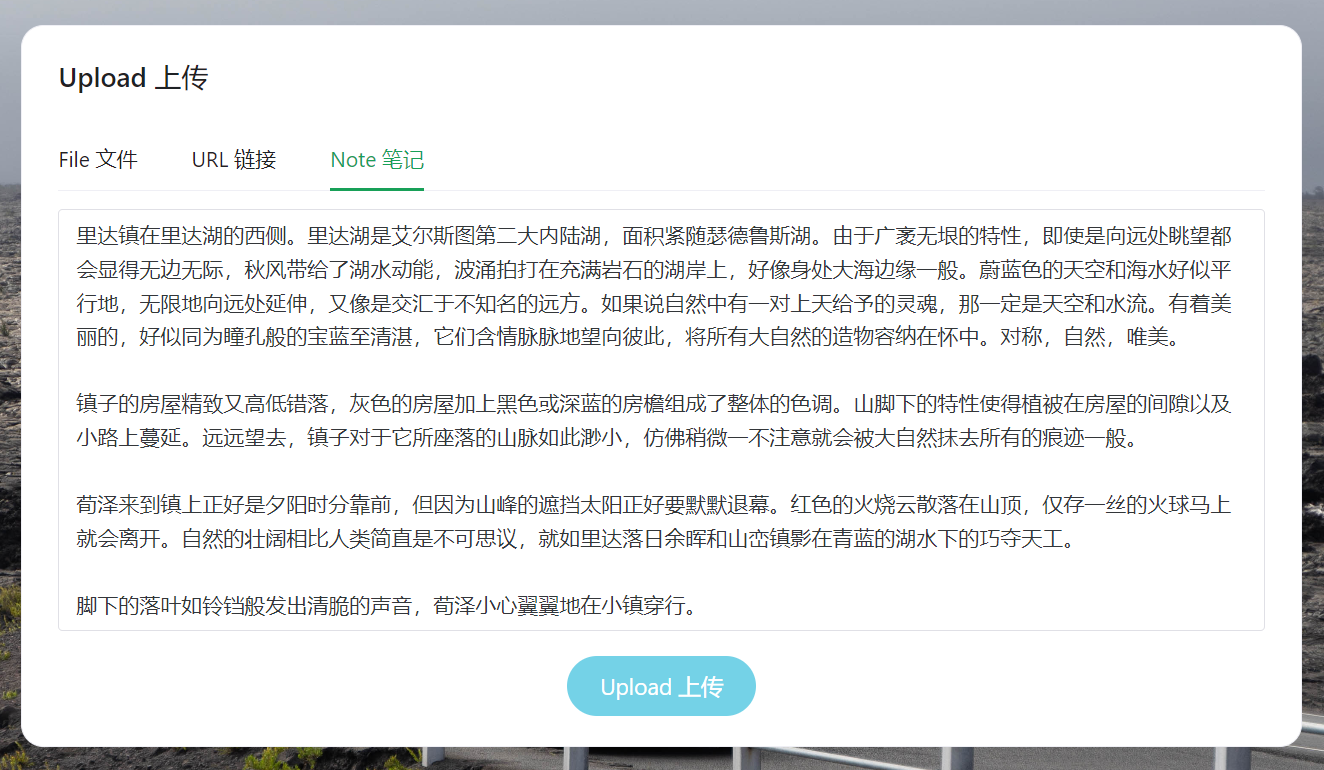 Upload 上传
File 文件
URL 链接
Note 笔记
里达镇在里达湖的西侧。里达湖是艾尔斯图第二大内陆湖，面积紧随瑟德鲁斯湖。由于广袤无垠的特性，即使是向远处眺望都
会显得无边无际，秋风带给了湖水动能，波涌拍打在充满岩石的湖岸上，好像身处大海边缘一般。蔚蓝色的天空和海水好似平
行地，无限地向远处延伸，又像是交汇于不知名的远方。如果说自然中有一对上天给予的灵魂，那一定是天空和水流。有着美
丽的，好似同为瞳孔般的宝蓝至清湛，它们含情脉脉地望向彼此，将所有大自然的造物容纳在怀中。对称，自然，唯美。
镇子的房屋精致又高低错落，灰色的房屋加上黑色或深蓝的房檐组成了整体的色调。山脚下的特性使得植被在房屋的间隙以及
小路上蔓延。远远望去，镇子对于它所座落的山脉如此渺小，仿佛稍微一不注意就会被大自然抹去所有的痕迹一般。
荀泽来到镇上正好是夕阳时分靠前，但因为山峰的遮挡太阳正好要默默退幕。红色的火烧云散落在山顶，仅存一丝的火球马上
就会离开。自然的壮阔相比人类简直是不可思议，就如里达落日余晖和山峦镇影在青蓝的湖水下的巧夺天工。
脚下的落叶如铃铛般发出清脆的声音，荀泽小心翼翼地在小镇穿行。
Upload 上传